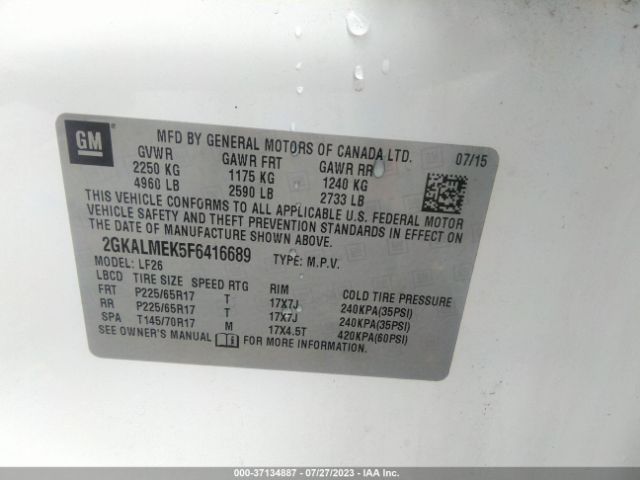 GM
MFD BY GENERAL MOTORS OF CANADA LTD. 07/15
GVWR GAWR FRT GAWR RR
2250 KG 1175 KG 1240 KG
4960 LB 2590 LB 2733 LB
THIS VEHICLE CONFORMS TO ALL APPLICABLE U.S. FEDERAL MOTOR
VEHICLE SAFETY AND THEFT PREVENTION STANDARDS IN EFFECT ON
THE DATE OF MANUFACTURE SHOWN ABOVE.
2GKALMEK5F6416689 TYPE: M.P.V.
MODEL: LF26
LBCD TIRE SIZE SPEED RTG RIM COLD TIRE PRESSURE
FRT P225/65R17 T 17X7J 240KPA(35PSI)
RR P225/65R17 T 17X7J 240KPA(35PSI)
SPA T145/70R17 M 17X4.5T 420KPA(60PSI)
SEE OWNER'S MANUAL FOR MORE INFORMATION.
000-37134887 - 07/27/2023 - IAA Inc.